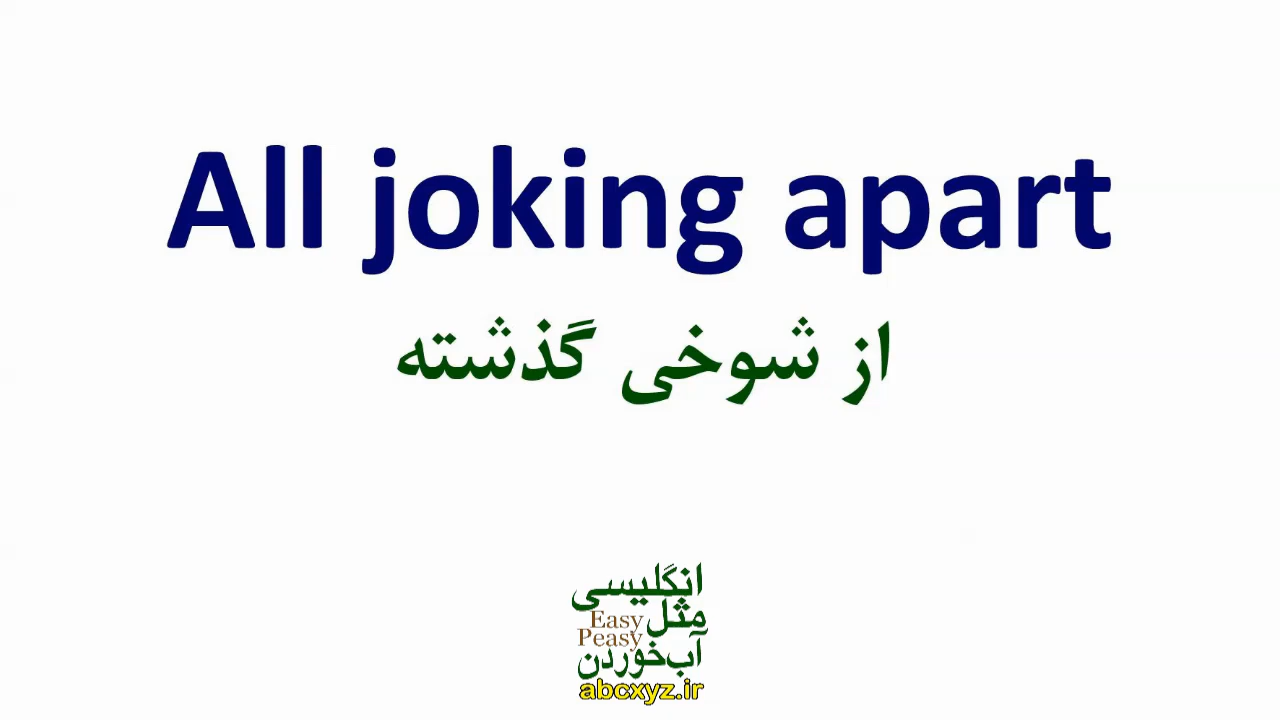 All joking apart
از شوخی گذشته
انگلیسی
مثل Easy
Peasy
آب‌خوردن
abcxyz.ir